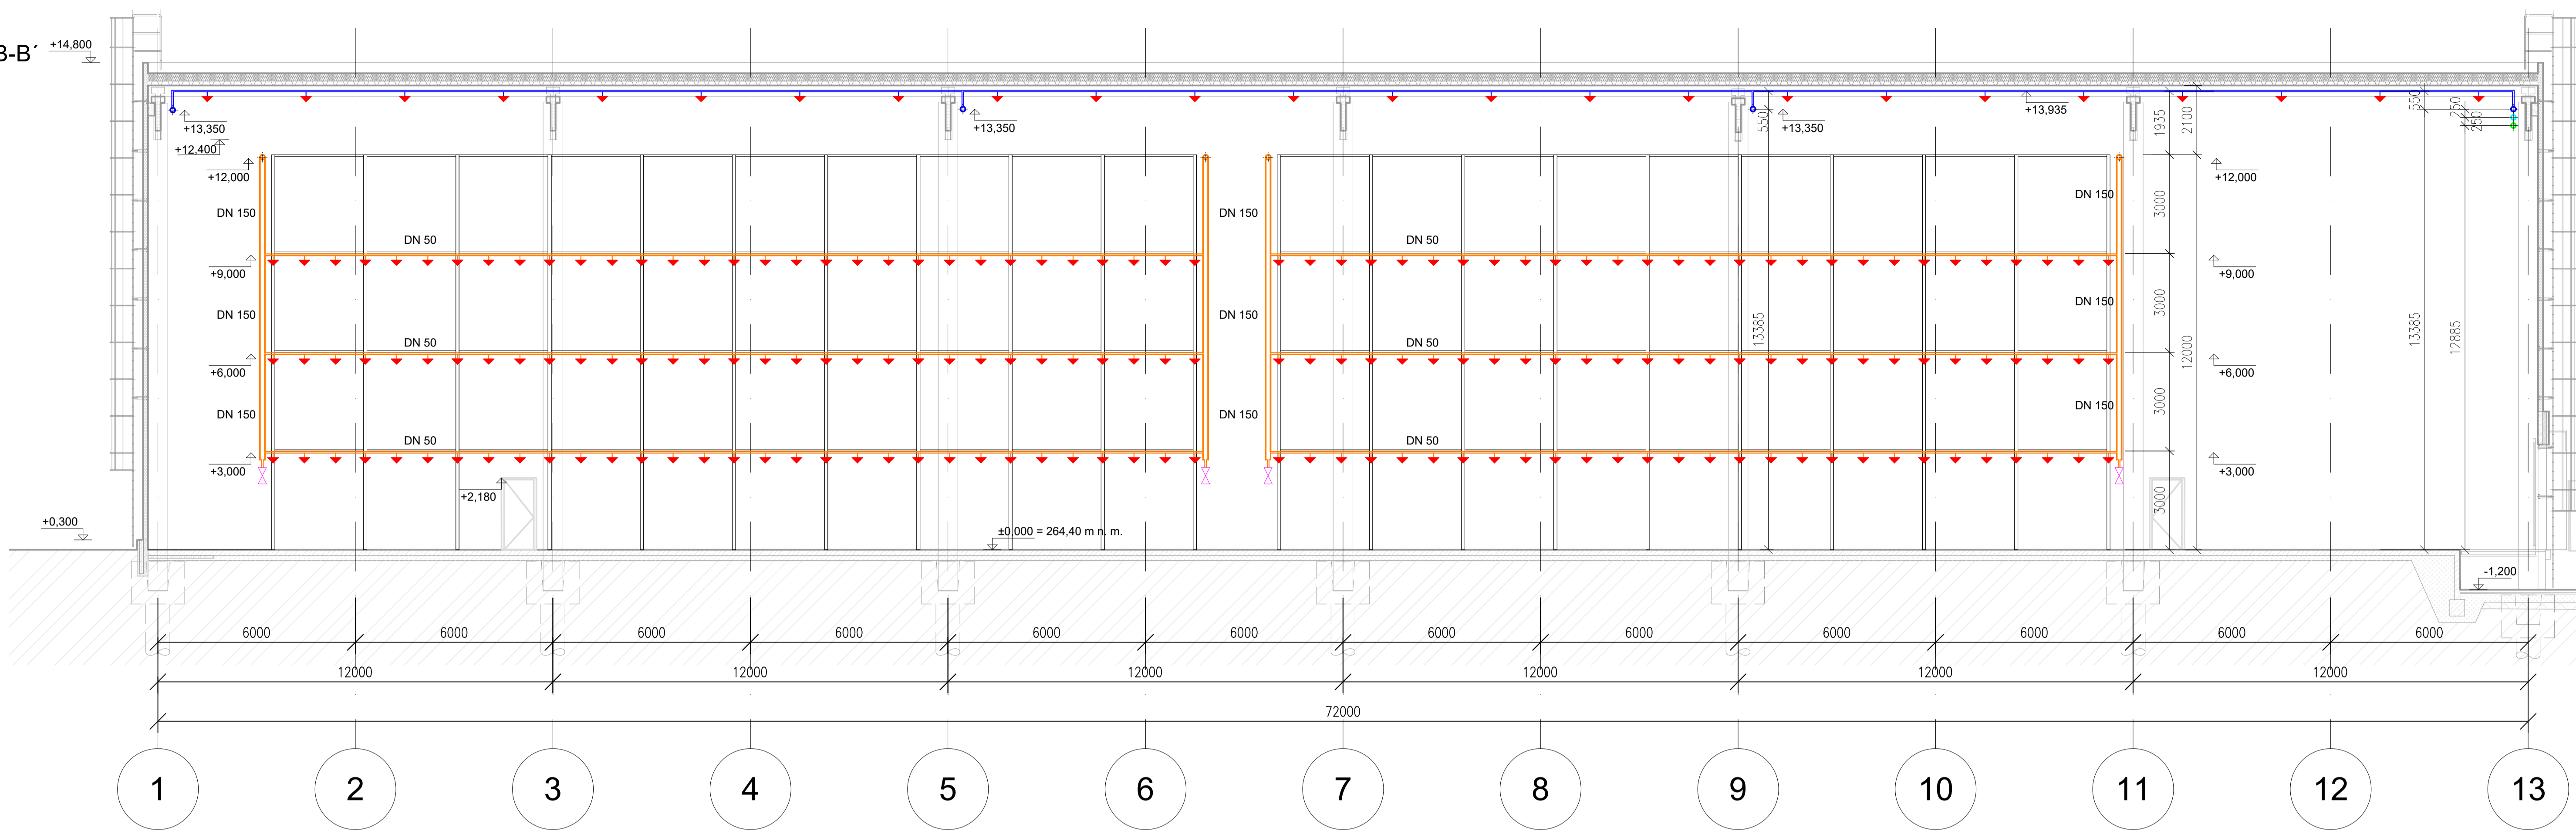 B-B´
+14,800
+13,350
+13,350
+13,350
+13,935
550
1935
2100
550
250
250
+12,400
+12,000
+12,000
DN 150
DN 150
DN 150
3000
DN 50
DN 50
+9,000
+9,000
DN 150
DN 150
DN 150
3000
13385
13385
12885
12000
DN 50
DN 50
+6,000
+6,000
DN 150
DN 150
DN 150
3000
DN 50
DN 50
+3,000
+3,000
+2,180
3000
+0,300
±0,000 = 264,40 m n. m.
-1,200
6000 6000 6000 6000 6000 6000 6000 6000 6000 6000 6000 6000
12000 12000 12000 12000 12000 12000
72000
1 2 3 4 5 6 7 8 9 10 11 12 13